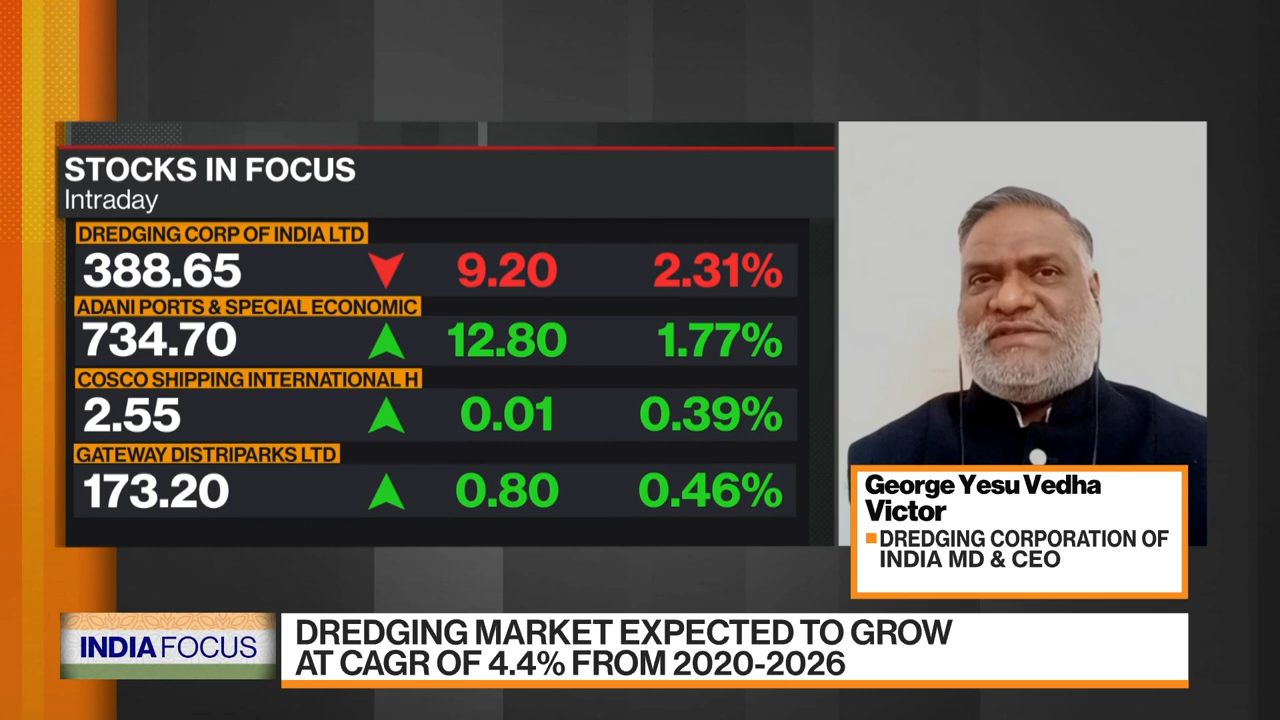 STOCKS IN FOCUS
Intraday
DREDGING CORP OF INDIA LTD
388.65 9.20 2.31%
ADANI PORTS & SPECIAL ECONOMIC
734.70 12.80 1.77%
COSCO SHIPPING INTERNATIONAL H
2.55 0.01 0.39%
GATEWAY DISTRIPARKS LTD
173.20 0.80 0.46%
George Yesu Vedha
Victor
DREDGING CORPORATION OF
INDIA MD & CEO
INDIA FOCUS
DREDGING MARKET EXPECTED TO GROW
AT CAGR OF 4.4% FROM 2020-2026